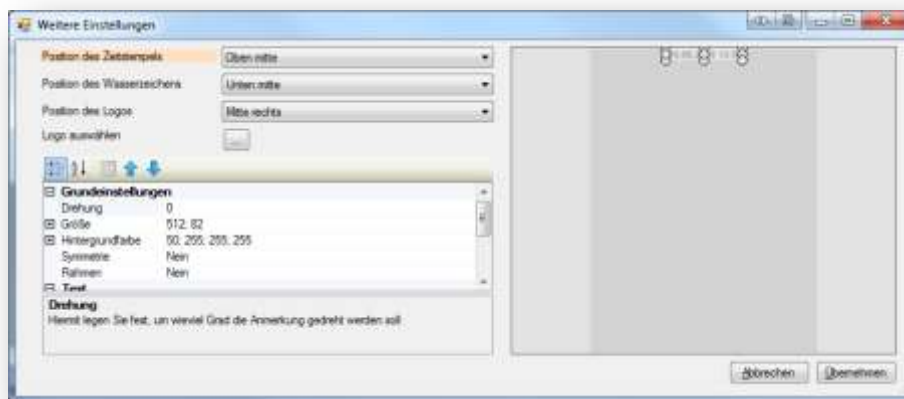 Weitere Einstellungen
Position des Zeitstempels
Oben mitte
Position des Wasserzeichens
Unten mitte
Position des Logos
Mitte rechts
Logo auswählen
...
Grundeinstellungen
Drehung 0
Größe 512; 82
Hintergrundfarbe 50; 255; 255; 255
Symmetrie Nein
Rahmen Nein
Text
Drehung
Hiermit legen Sie fest, um wieviel Grad die Anmerkung gedreht werden soll
Abbrechen
Übernehmen